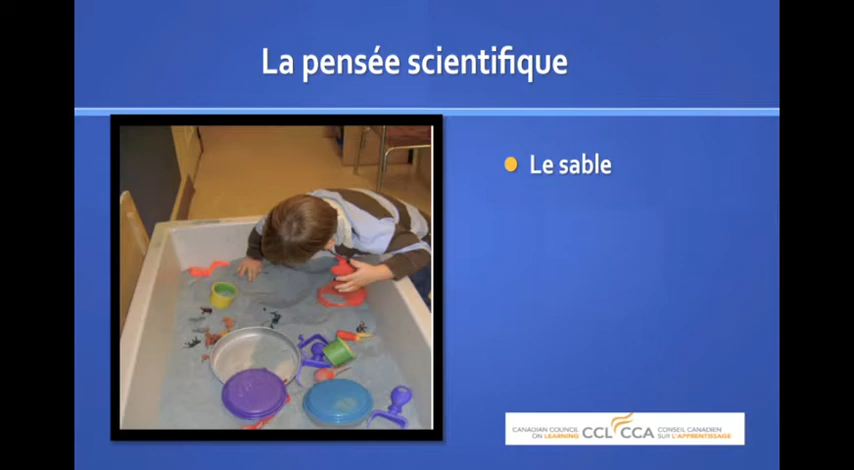 La pensée scientifique
Le sable
CANADIAN COUNCIL
ON LEARNING
CCL CCA
CONSEIL CANADIEN
SUR L'APPRENTISSAGE